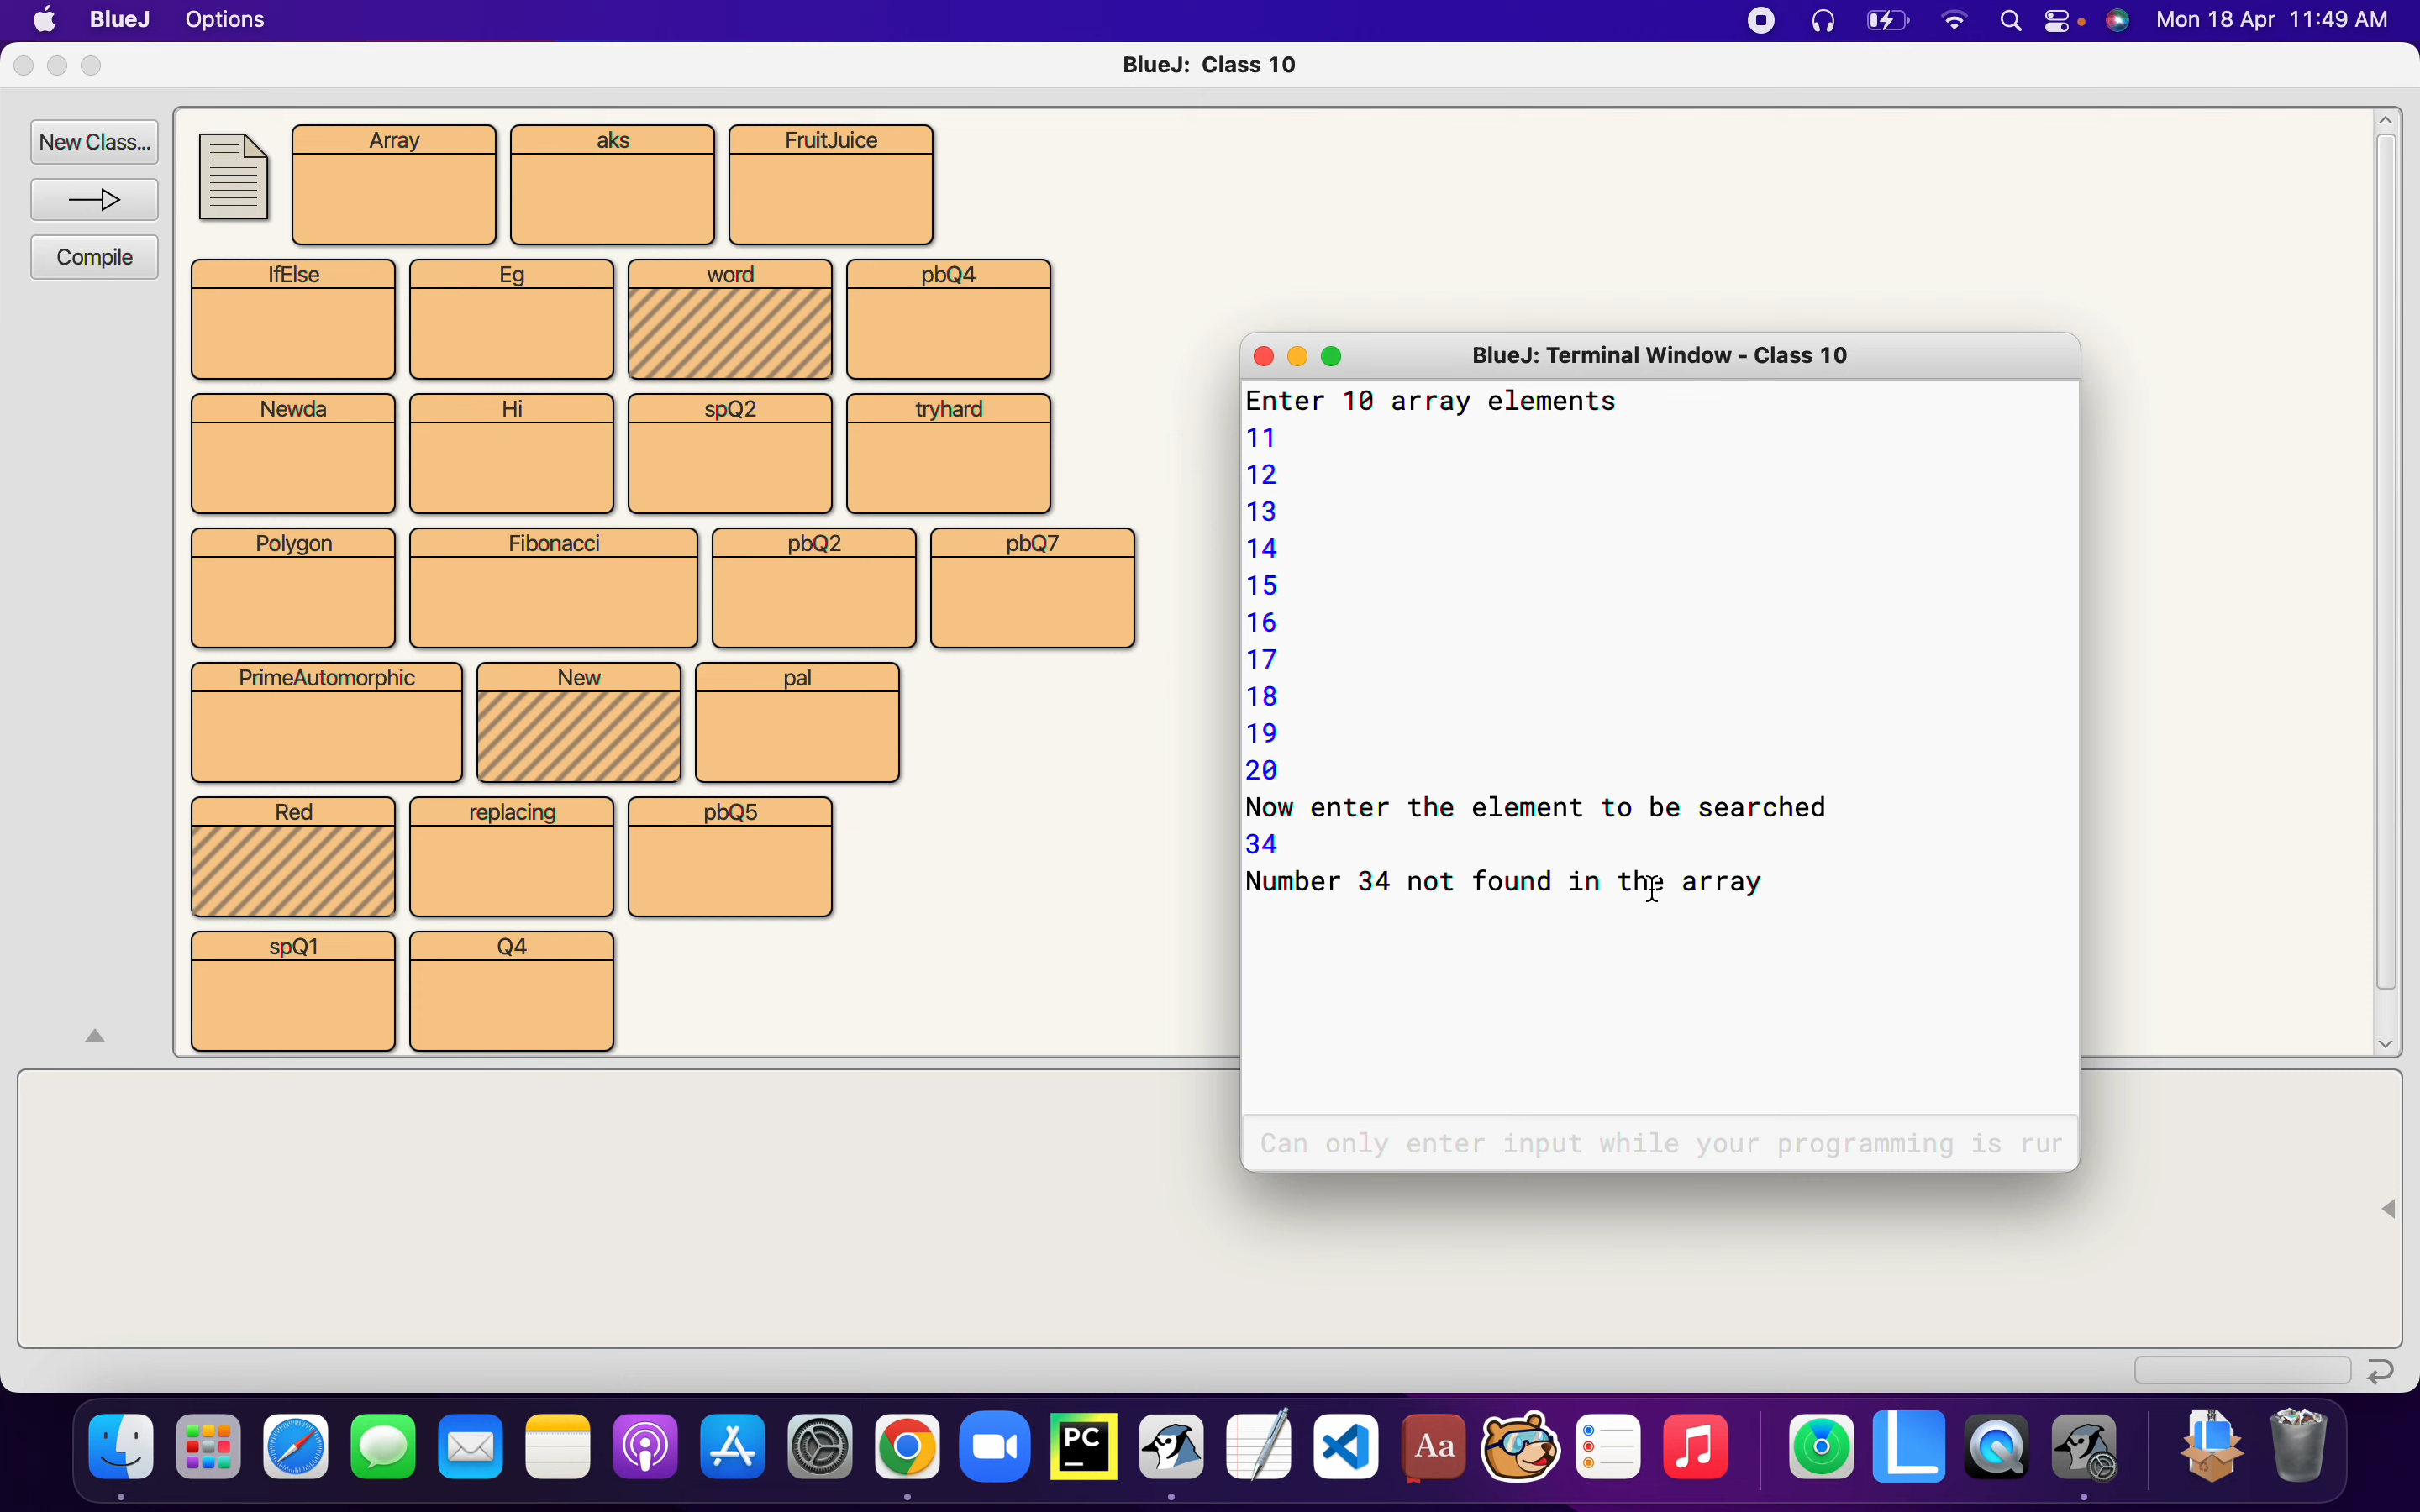 BlueJ Options Mon 18 Apr 11:49 AM
BlueJ: Class 10
New Class...
Compile
Array aks FruitJuice
IfElse Eg word pbQ4
Newda Hi spQ2 tryhard
Polygon Fibonacci pbQ2 pbQ7
PrimeAutomorphic New pal
Red replacing pbQ5
spQ1 Q4
BlueJ: Terminal Window - Class 10
Enter 10 array elements
11
12
13
14
15
16
17
18
19
20
Now enter the element to be searched
34
Number 34 not found in the array
Can only enter input while your programming is rur
PC
Aa